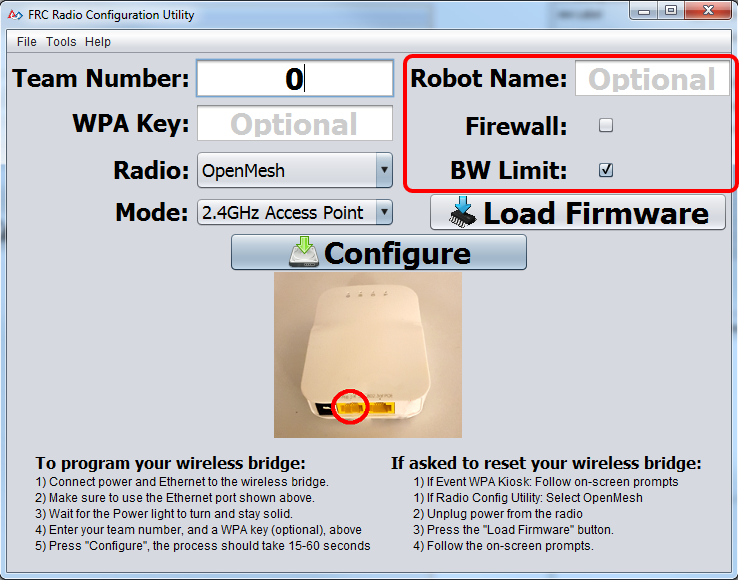 FRC Radio Configuration Utility
File Tools Help
Team Number: 0
WPA Key: Optional
Radio: OpenMesh
Mode: 2.4GHz Access Point
Robot Name: Optional
Firewall:
BW Limit:
Load Firmware
Configure
To program your wireless bridge:
1) Connect power and Ethernet to the wireless bridge.
2) Make sure to use the Ethernet port shown above.
3) Wait for the Power light to turn and stay solid.
4) Enter your team number, and a WPA key (optional), above
5) Press "Configure", the process should take 15-60 seconds
If asked to reset your wireless bridge:
1) If Event WPA Kiosk: Follow on-screen prompts
1) If Radio Config Utility: Select OpenMesh
2) Unplug power from the radio
3) Press the "Load Firmware" button.
4) Follow the on-screen prompts.